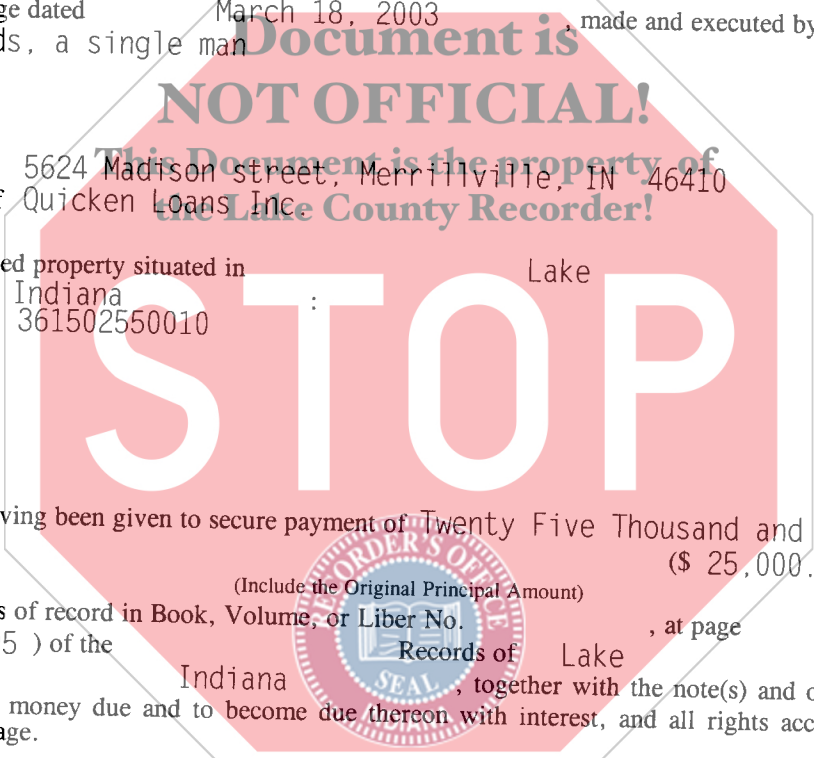 ge dated March 18, 2003 , made and executed by
ds, a single man
Document is
NOT OFFICIAL!
This Document is the property of
the Lake County Recorder!
5624 Madison street, Merrillville, IN 46410
f Quicken Loans Inc.
ed property situated in Lake
Indiana :
361502550010
STOP
ving been given to secure payment of Twenty Five Thousand and
($ 25,000.
(Include the Original Principal Amount)
s of record in Book, Volume, or Liber No. , at page
5 ) of the Records of Lake
Indiana , together with the note(s) and o
money due and to become due thereon with interest, and all rights acc
age.
RECORDER'S OFFICE
SEAL
INDIANA